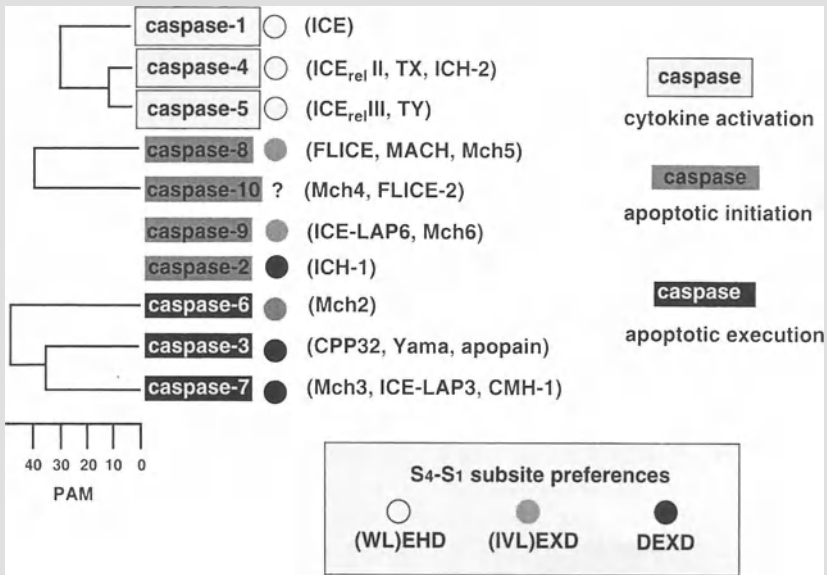 caspase-1 (ICE)
caspase-4 (ICErel II, TX, ICH-2)
caspase-5 (ICErelIII, TY)
caspase-8 (FLICE, MACH, Mch5)
caspase-10 ? (Mch4, FLICE-2)
caspase-9 (ICE-LAP6, Mch6)
caspase-2 (ICH-1)
caspase-6 (Mch2)
caspase-3 (CPP32, Yama, apopain)
caspase-7 (Mch3, ICE-LAP3, CMH-1)
caspase
cytokine activation
caspase
apoptotic initiation
caspase
apoptotic execution
40 30 20 10 0
PAM
S4-S1 subsite preferences
(WL)EHD (IVL)EXD DEXD